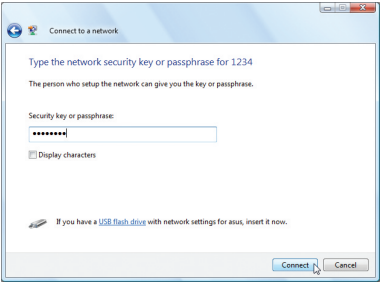 Connect to a network
Type the network security key or passphrase for 1234
The person who setup the network can give you the key or passphrase.
Security key or passphrase:
●●●●●●●●
Display characters
If you have a USB flash drive with network settings for asus, insert it now.
Connect Cancel